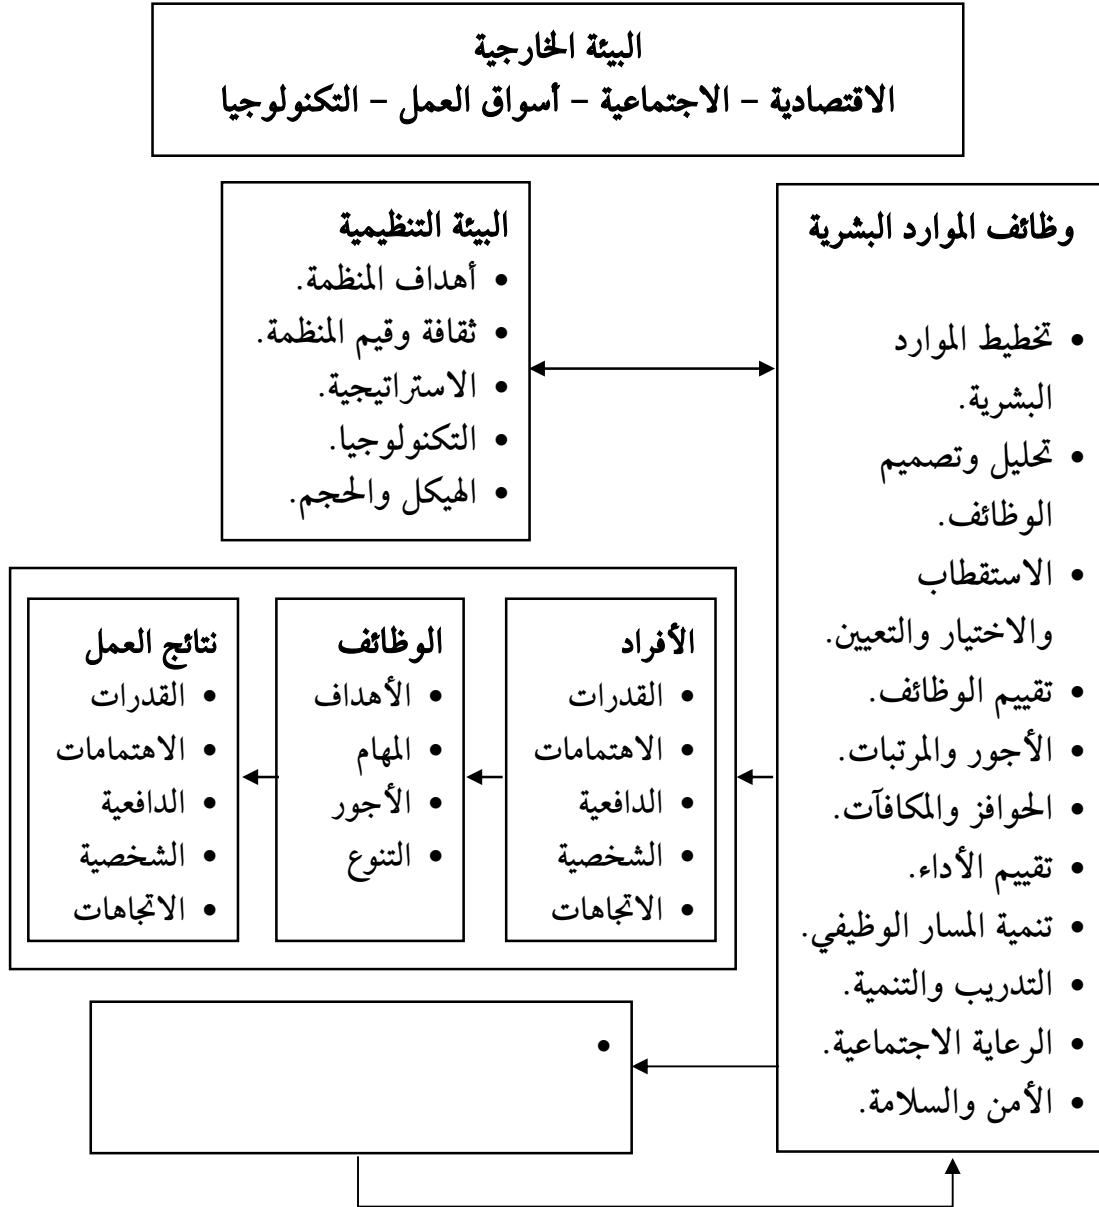 البيئة الخارجية
الاقتصادية – الاجتماعية – أسواق العمل – التكنولوجيا
وظائف الموارد البشرية
• تخطيط الموارد
البشرية.
• تحليل وتصميم
الوظائف.
• الاستقطاب
والاختيار والتعيين.
• تقييم الوظائف.
• الأجور والمرتبات.
• الحوافز والمكافآت.
• تقييم الأداء.
• تنمية المسار الوظيفي.
• التدريب والتنمية.
• الرعاية الاجتماعية.
• الأمن والسلامة.
البيئة التنظيمية
• أهداف المنظمة.
• ثقافة وقيم المنظمة.
• الاستراتيجية.
• التكنولوجيا.
• الهيكل والحجم.
الأفراد
• القدرات
• الاهتمامات
• الدافعية
• الشخصية
• الاتجاهات
الوظائف
• الأهداف
• المهام
• الأجور
• التنوع
نتائج العمل
• القدرات
• الاهتمامات
• الدافعية
• الشخصية
• الاتجاهات